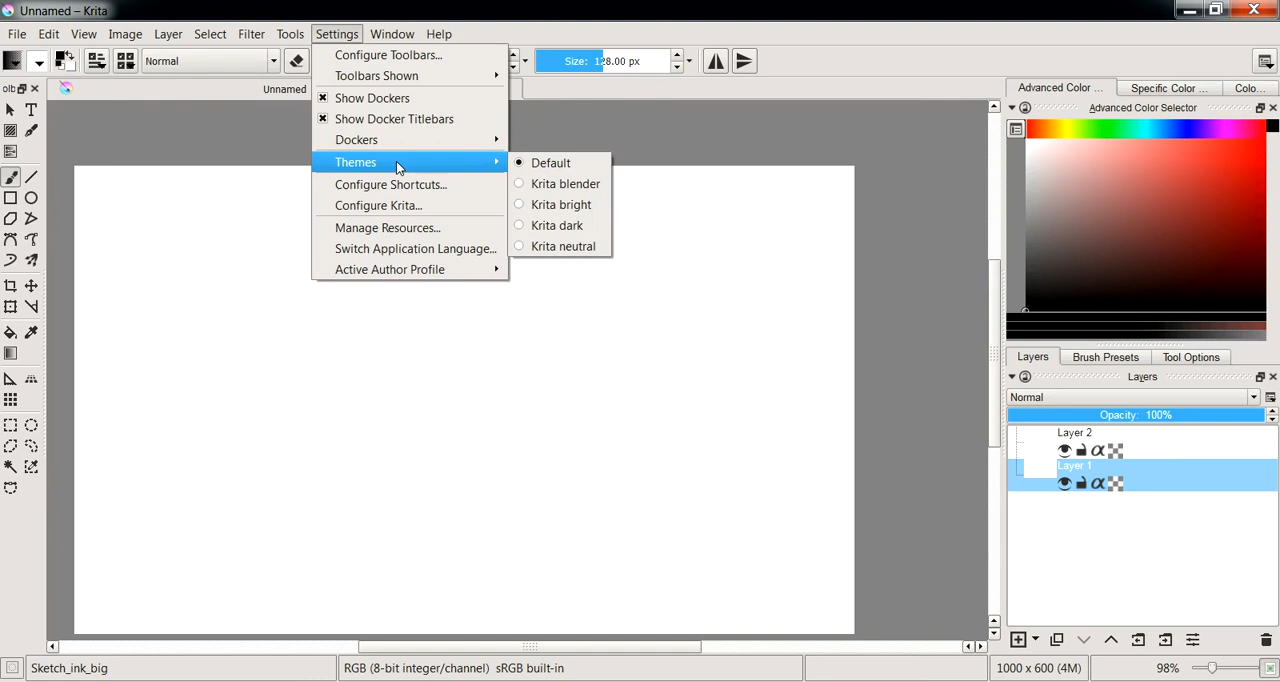 Unnamed – Krita
File Edit View Image Layer Select Filter Tools Settings Window Help
Normal
Size: 128.00 px
Unnamed
Configure Toolbars...
Toolbars Shown
Show Dockers
Show Docker Titlebars
Dockers
Themes
Configure Shortcuts...
Configure Krita...
Manage Resources...
Switch Application Language...
Active Author Profile
Default
Krita blender
Krita bright
Krita dark
Krita neutral
olb
Advanced Color ... Specific Color ... Colo...
Advanced Color Selector
Layers Brush Presets Tool Options
Layers
Normal
Opacity: 100%
Layer 2
Layer 1
Sketch_ink_big
RGB (8-bit integer/channel) sRGB built-in
1000 x 600 (4M)
98%